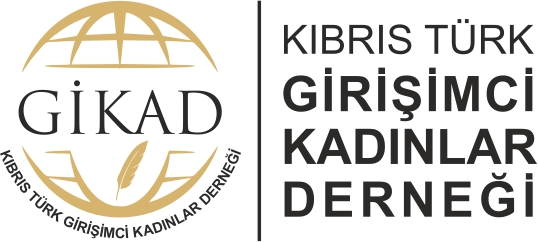 GİKAD
KIBRIS TÜRK GİRİŞİMCİ KADINLAR DERNEĞİ
KIBRIS TÜRK
GİRİŞİMCİ
KADINLAR
DERNEĞİ